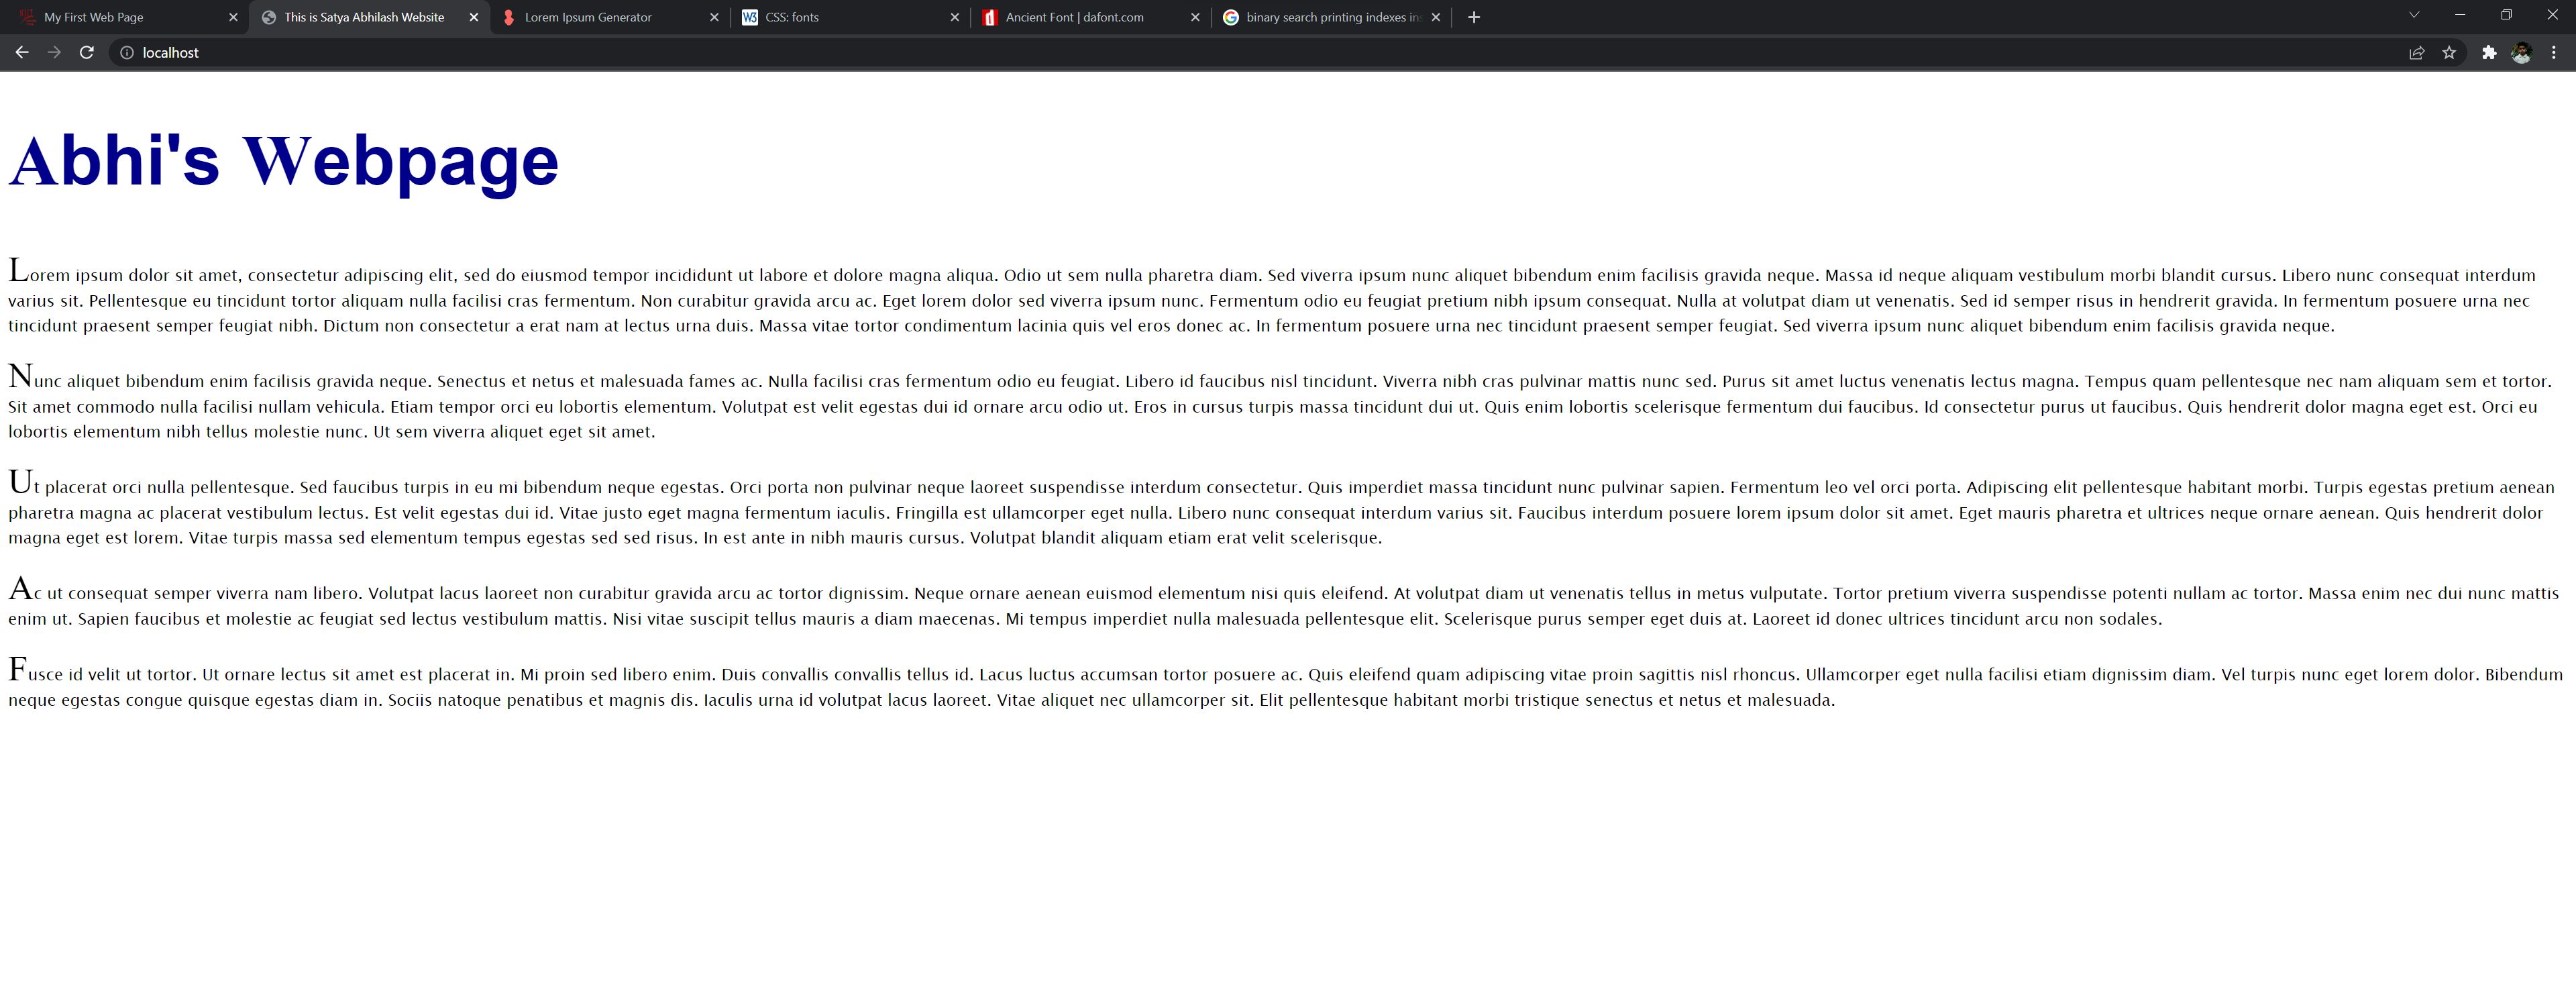 My First Web Page
This is Satya Abhilash Website
Lorem Ipsum Generator
W3 CSS: fonts
d Ancient Font | dafont.com
G binary search printing indexes in
localhost
Abhi's Webpage
Lorem ipsum dolor sit amet, consectetur adipiscing elit, sed do eiusmod tempor incididunt ut labore et dolore magna aliqua. Odio ut sem nulla pharetra diam. Sed viverra ipsum nunc aliquet bibendum enim facilisis gravida neque. Massa id neque aliquam vestibulum morbi blandit cursus. Libero nunc consequat interdum
varius sit. Pellentesque eu tincidunt tortor aliquam nulla facilisi cras fermentum. Non curabitur gravida arcu ac. Eget lorem dolor sed viverra ipsum nunc. Fermentum odio eu feugiat pretium nibh ipsum consequat. Nulla at volutpat diam ut venenatis. Sed id semper risus in hendrerit gravida. In fermentum posuere urna nec
tincidunt praesent semper feugiat nibh. Dictum non consectetur a erat nam at lectus urna duis. Massa vitae tortor condimentum lacinia quis vel eros donec ac. In fermentum posuere urna nec tincidunt praesent semper feugiat. Sed viverra ipsum nunc aliquet bibendum enim facilisis gravida neque.
Nunc aliquet bibendum enim facilisis gravida neque. Senectus et netus et malesuada fames ac. Nulla facilisi cras fermentum odio eu feugiat. Libero id faucibus nisl tincidunt. Viverra nibh cras pulvinar mattis nunc sed. Purus sit amet luctus venenatis lectus magna. Tempus quam pellentesque nec nam aliquam sem et tortor.
Sit amet commodo nulla facilisi nullam vehicula. Etiam tempor orci eu lobortis elementum. Volutpat est velit egestas dui id ornare arcu odio ut. Eros in cursus turpis massa tincidunt dui ut. Quis enim lobortis scelerisque fermentum dui faucibus. Id consectetur purus ut faucibus. Quis hendrerit dolor magna eget est. Orci eu
lobortis elementum nibh tellus molestie nunc. Ut sem viverra aliquet eget sit amet.
Ut placerat orci nulla pellentesque. Sed faucibus turpis in eu mi bibendum neque egestas. Orci porta non pulvinar neque laoreet suspendisse interdum consectetur. Quis imperdiet massa tincidunt nunc pulvinar sapien. Fermentum leo vel orci porta. Adipiscing elit pellentesque habitant morbi. Turpis egestas pretium aenean
pharetra magna ac placerat vestibulum lectus. Est velit egestas dui id. Vitae justo eget magna fermentum iaculis. Fringilla est ullamcorper eget nulla. Libero nunc consequat interdum varius sit. Faucibus interdum posuere lorem ipsum dolor sit amet. Eget mauris pharetra et ultrices neque ornare aenean. Quis hendrerit dolor
magna eget est lorem. Vitae turpis massa sed elementum tempus egestas sed sed risus. In est ante in nibh mauris cursus. Volutpat blandit aliquam etiam erat velit scelerisque.
Ac ut consequat semper viverra nam libero. Volutpat lacus laoreet non curabitur gravida arcu ac tortor dignissim. Neque ornare aenean euismod elementum nisi quis eleifend. At volutpat diam ut venenatis tellus in metus vulputate. Tortor pretium viverra suspendisse potenti nullam ac tortor. Massa enim nec dui nunc mattis
enim ut. Sapien faucibus et molestie ac feugiat sed lectus vestibulum mattis. Nisi vitae suscipit tellus mauris a diam maecenas. Mi tempus imperdiet nulla malesuada pellentesque elit. Scelerisque purus semper eget duis at. Laoreet id donec ultrices tincidunt arcu non sodales.
Fusce id velit ut tortor. Ut ornare lectus sit amet est placerat in. Mi proin sed libero enim. Duis convallis convallis tellus id. Lacus luctus accumsan tortor posuere ac. Quis eleifend quam adipiscing vitae proin sagittis nisl rhoncus. Ullamcorper eget nulla facilisi etiam dignissim diam. Vel turpis nunc eget lorem dolor. Bibendum
neque egestas congue quisque egestas diam in. Sociis natoque penatibus et magnis dis. Iaculis urna id volutpat lacus laoreet. Vitae aliquet nec ullamcorper sit. Elit pellentesque habitant morbi tristique senectus et netus et malesuada.